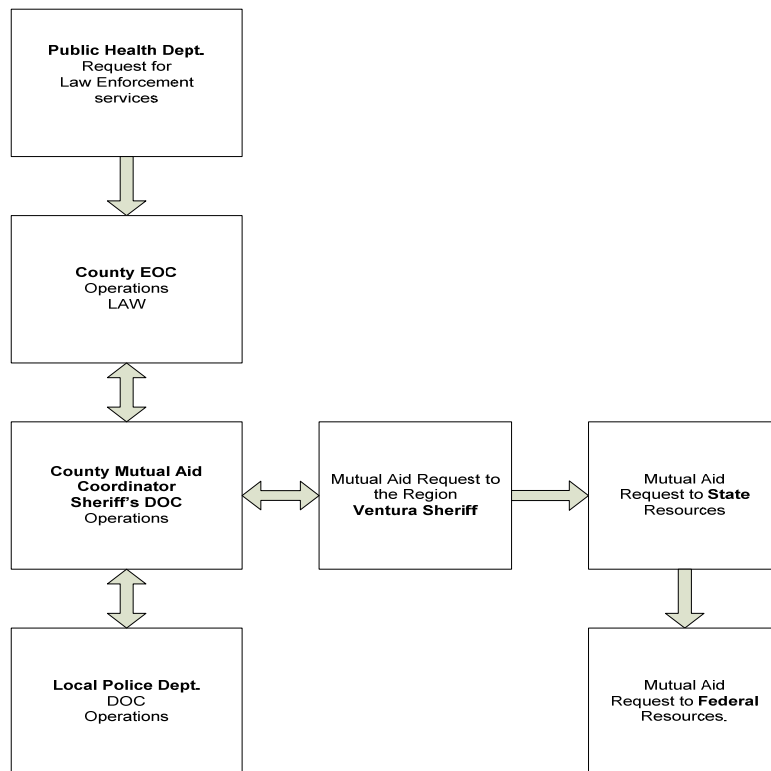 Public Health Dept.
Request for
Law Enforcement
services
County EOC
Operations
LAW
County Mutual Aid
Coordinator
Sheriff's DOC
Operations
Mutual Aid Request to
the Region
Ventura Sheriff
Mutual Aid
Request to State
Resources
Local Police Dept.
DOC
Operations
Mutual Aid
Request to Federal
Resources.